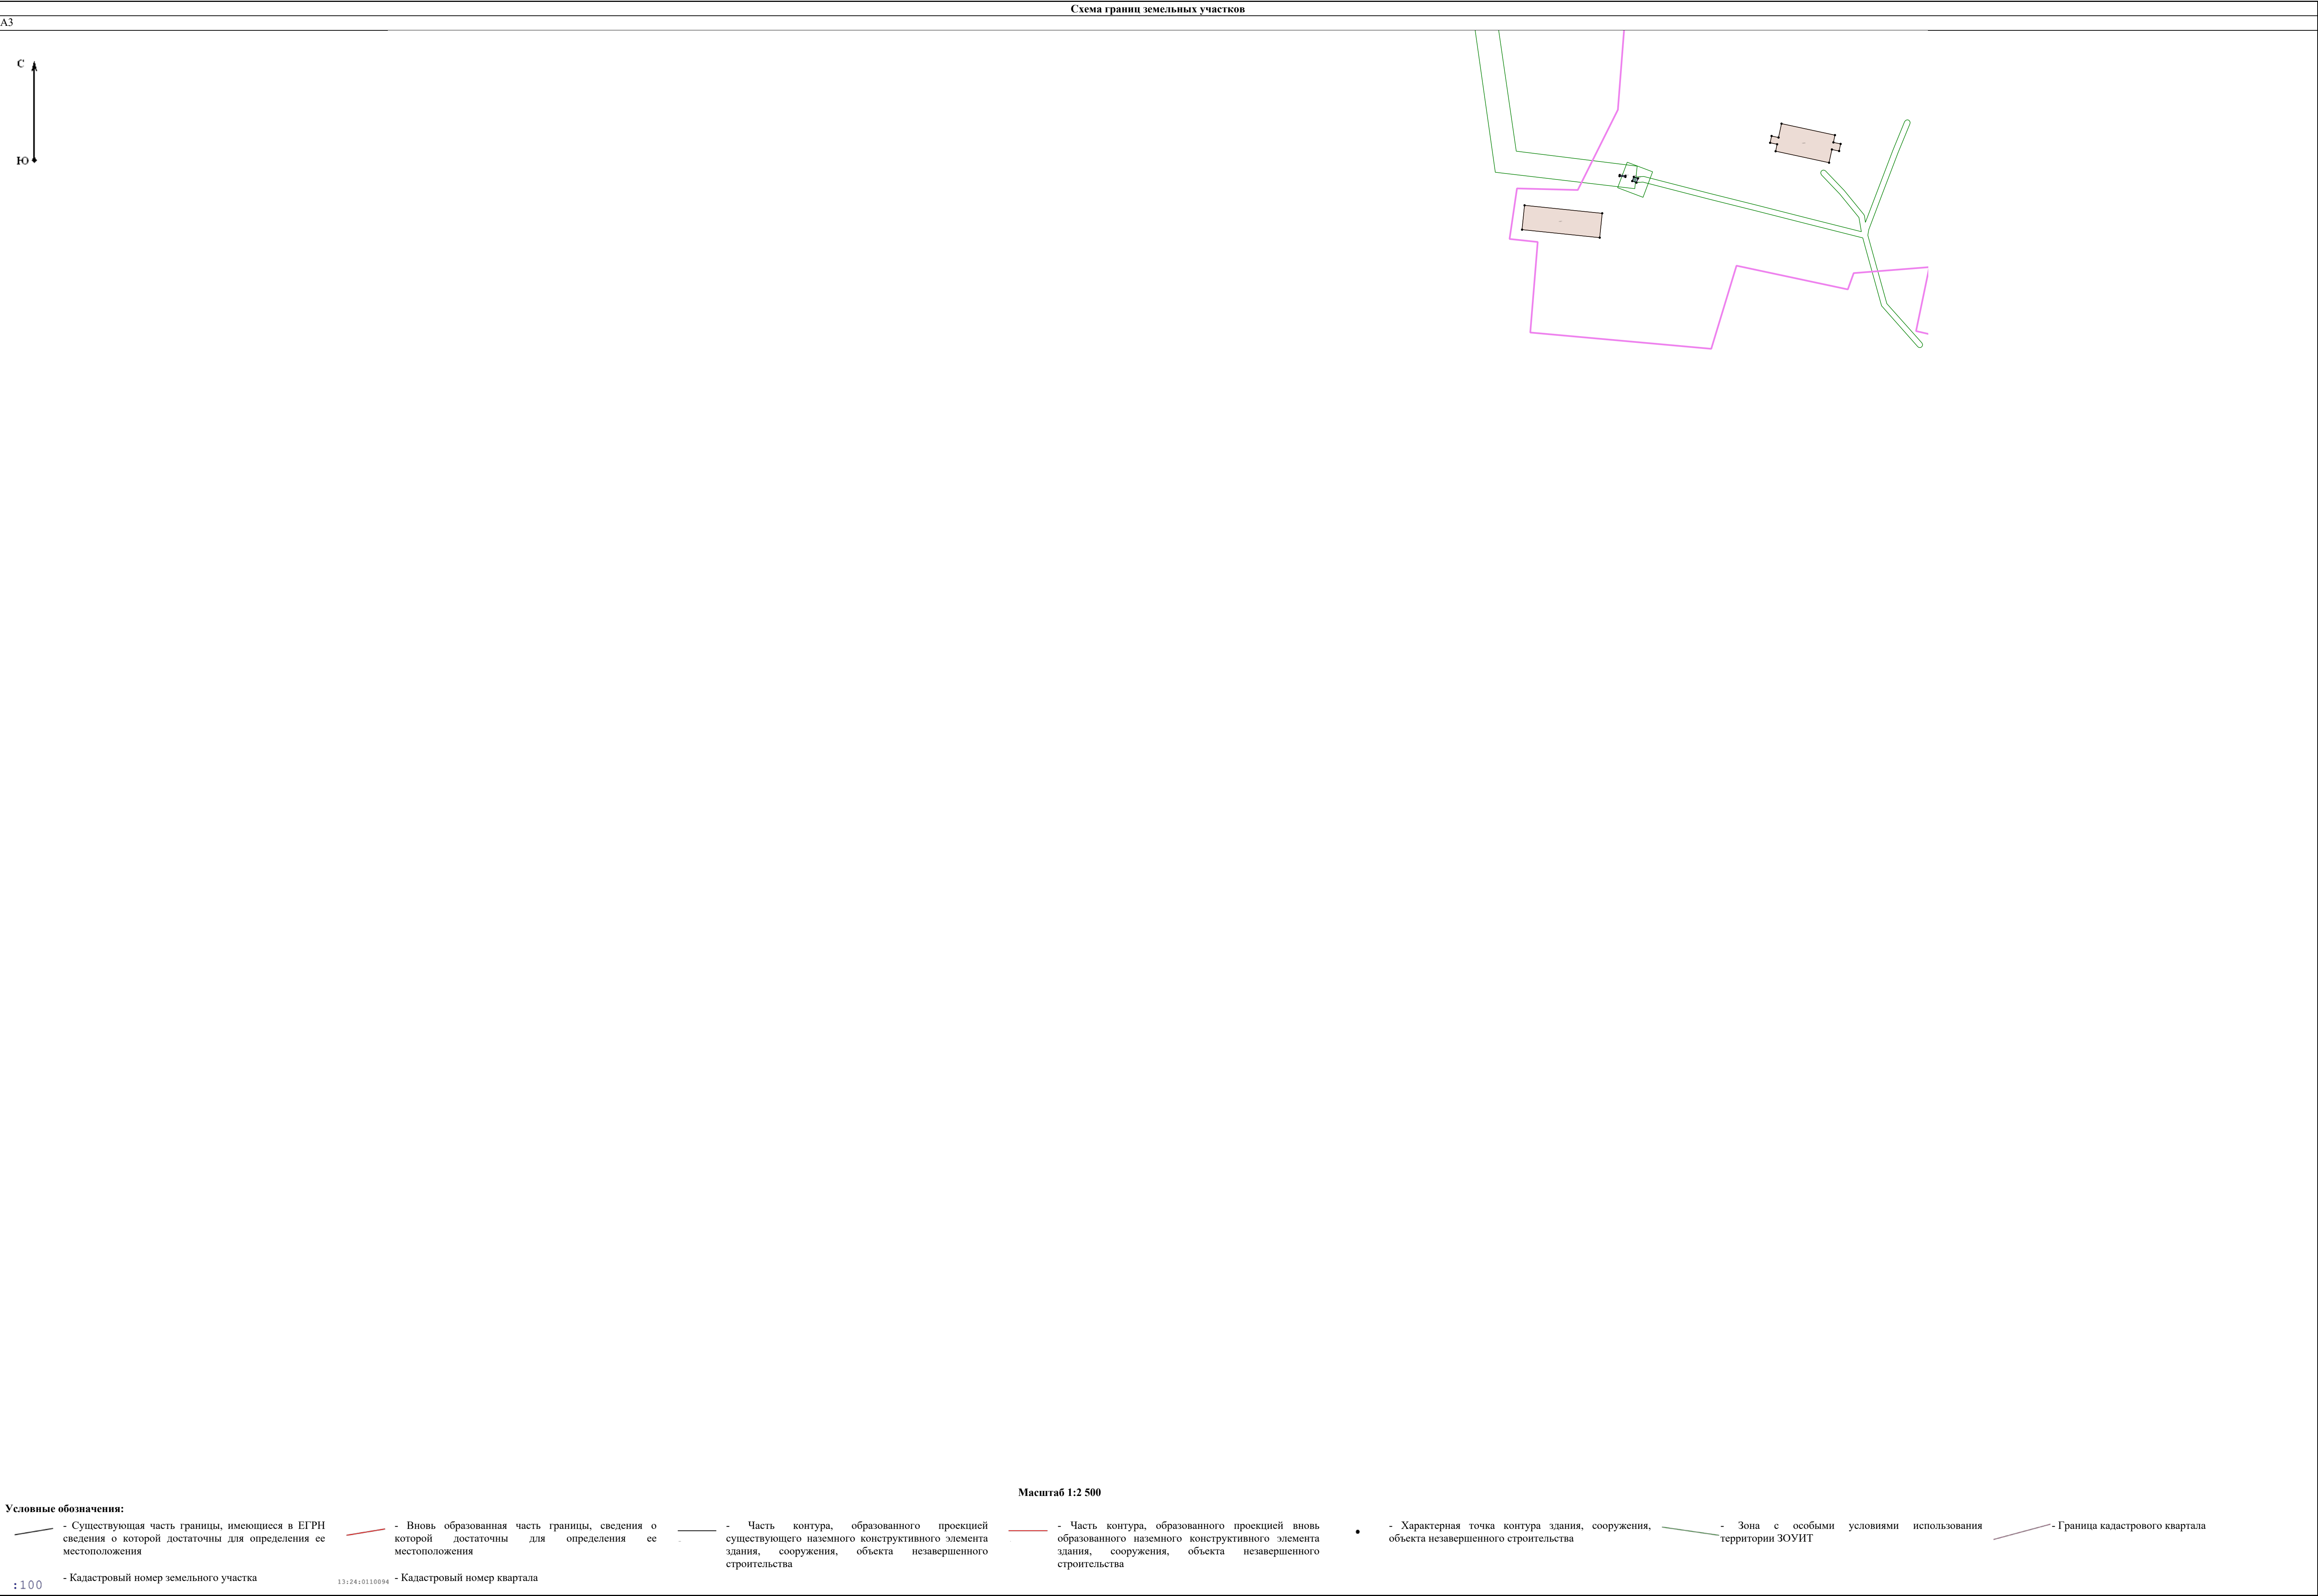 Схема границ земельных участков
А3
С
Ю
Масштаб 1:2 500
Условные обозначения:
- Существующая часть границы, имеющиеся в ЕГРН
сведения о которой достаточны для определения ее
местоположения
- Вновь образованная часть границы, сведения о
которой достаточны для определения ее
местоположения
- Часть контура, образованного проекцией
существующего наземного конструктивного элемента
здания, сооружения, объекта незавершенного
строительства
- Часть контура, образованного проекцией вновь
образованного наземного конструктивного элемента
здания, сооружения, объекта незавершенного
строительства
- Характерная точка контура здания, сооружения,
объекта незавершенного строительства
- Зона с особыми условиями использования
территории ЗОУИТ
- Граница кадастрового квартала
:100
- Кадастровый номер земельного участка
13:24:0110094
- Кадастровый номер квартала